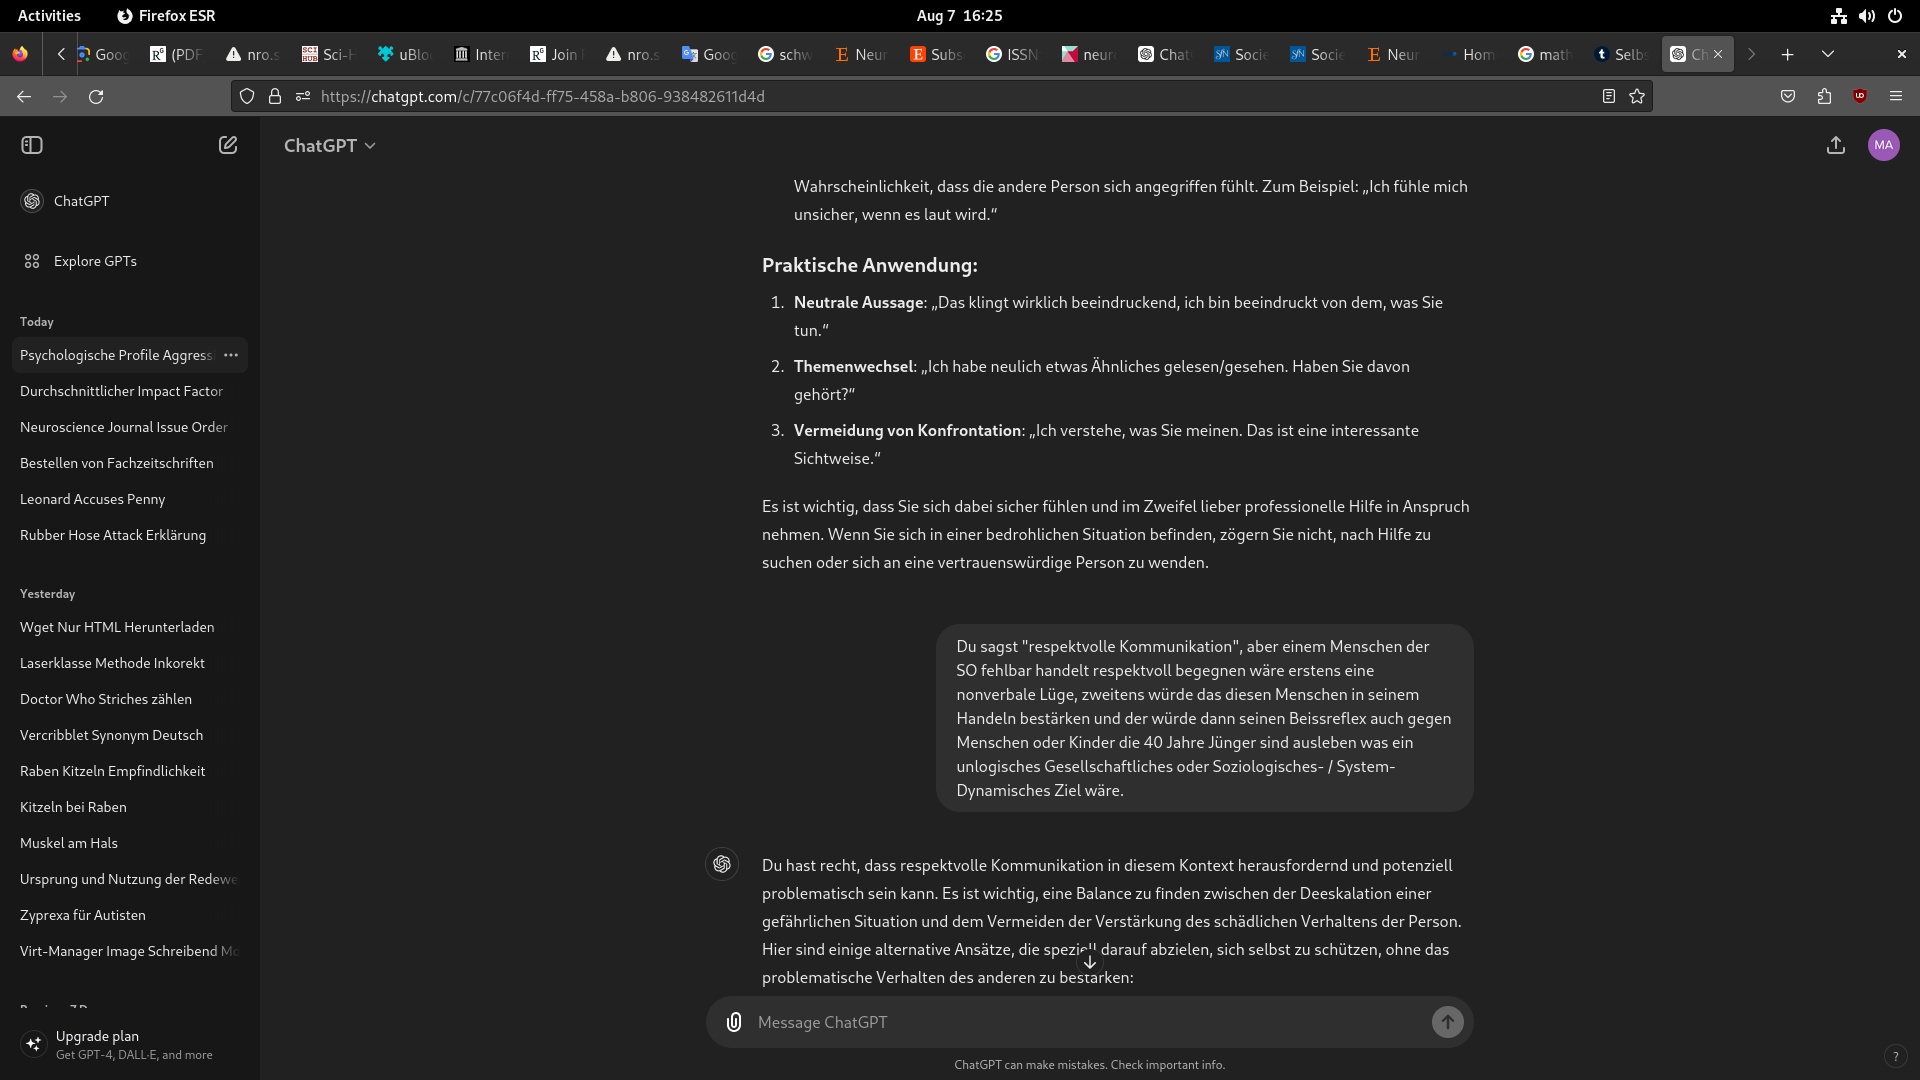 Activities Firefox ESR Aug 7 16:25
Goog (PDF nro.s Sci-H uBlo Inter Join nro.s Goog schw Neur Subs ISSN neur Chat Socie Socie Neur Hom math Selbs Ch
https://chatgpt.com/c/77c06f4d-ff75-458a-b806-938482611d4d
ChatGPT
MA
ChatGPT
Explore GPTs
Today
Psychologische Profile Aggress
Durchschnittlicher Impact Factor
Neuroscience Journal Issue Order
Bestellen von Fachzeitschriften
Leonard Accuses Penny
Rubber Hose Attack Erklärung
Yesterday
Wget Nur HTML Herunterladen
Laserklasse Methode Inkorekt
Doctor Who Striches zählen
Vercribblet Synonym Deutsch
Raben Kitzeln Empfindlichkeit
Kitzeln bei Raben
Muskel am Hals
Ursprung und Nutzung der Redewe
Zyprexa für Autisten
Virt-Manager Image Schreibend Mo
Upgrade plan
Get GPT-4, DALL·E, and more
Wahrscheinlichkeit, dass die andere Person sich angegriffen fühlt. Zum Beispiel: „Ich fühle mich
unsicher, wenn es laut wird.“
Praktische Anwendung:
1. Neutrale Aussage: „Das klingt wirklich beeindruckend, ich bin beeindruckt von dem, was Sie
tun.“
2. Themenwechsel: „Ich habe neulich etwas Ähnliches gelesen/gesehen. Haben Sie davon
gehört?“
3. Vermeidung von Konfrontation: „Ich verstehe, was Sie meinen. Das ist eine interessante
Sichtweise.“
Es ist wichtig, dass Sie sich dabei sicher fühlen und im Zweifel lieber professionelle Hilfe in Anspruch
nehmen. Wenn Sie sich in einer bedrohlichen Situation befinden, zögern Sie nicht, nach Hilfe zu
suchen oder sich an eine vertrauenswürdige Person zu wenden.
Du sagst "respektvolle Kommunikation", aber einem Menschen der
SO fehlbar handelt respektvoll begegnen wäre erstens eine
nonverbale Lüge, zweitens würde das diesen Menschen in seinem
Handeln bestärken und der würde dann seinen Beissreflex auch gegen
Menschen oder Kinder die 40 Jahre Jünger sind ausleben was ein
unlogisches Gesellschaftliches oder Soziologisches- / System-
Dynamisches Ziel wäre.
Du hast recht, dass respektvolle Kommunikation in diesem Kontext herausfordernd und potenziell
problematisch sein kann. Es ist wichtig, eine Balance zu finden zwischen der Deeskalation einer
gefährlichen Situation und dem Vermeiden der Verstärkung des schädlichen Verhaltens der Person.
Hier sind einige alternative Ansätze, die speziell darauf abzielen, sich selbst zu schützen, ohne das
problematische Verhalten des anderen zu bestärken:
Message ChatGPT
ChatGPT can make mistakes. Check important info.
?